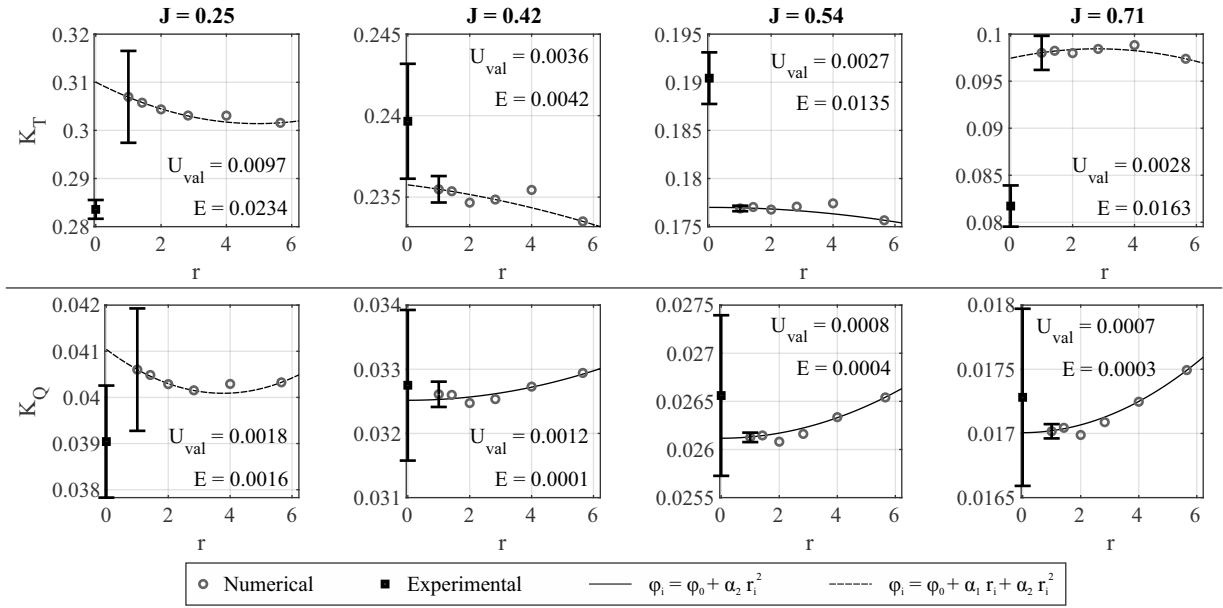 J = 0.25
J = 0.42
J = 0.54
J = 0.71
K_T
0.32
0.31
0.3
0.29
0.28
U_val = 0.0097
E = 0.0234
0 2 4 6
r
0.245
0.24
0.235
0.23
U_val = 0.0036
E = 0.0042
0 2 4 6
r
0.195
0.19
0.185
0.18
0.175
U_val = 0.0027
E = 0.0135
0 2 4 6
r
0.1
0.095
0.09
0.085
0.08
U_val = 0.0028
E = 0.0163
0 2 4 6
r
K_Q
0.042
0.041
0.04
0.039
0.038
U_val = 0.0018
E = 0.0016
0 2 4 6
r
0.034
0.033
0.032
0.031
U_val = 0.0012
E = 0.0001
0 2 4 6
r
0.0275
0.027
0.0265
0.026
0.0255
U_val = 0.0008
E = 0.0004
0 2 4 6
r
0.018
0.0175
0.017
0.0165
U_val = 0.0007
E = 0.0003
0 2 4 6
r
Numerical Experimental φ_i = φ_0 + α_2 r_i^2 φ_i = φ_0 + α_1 r_i + α_2 r_i^2